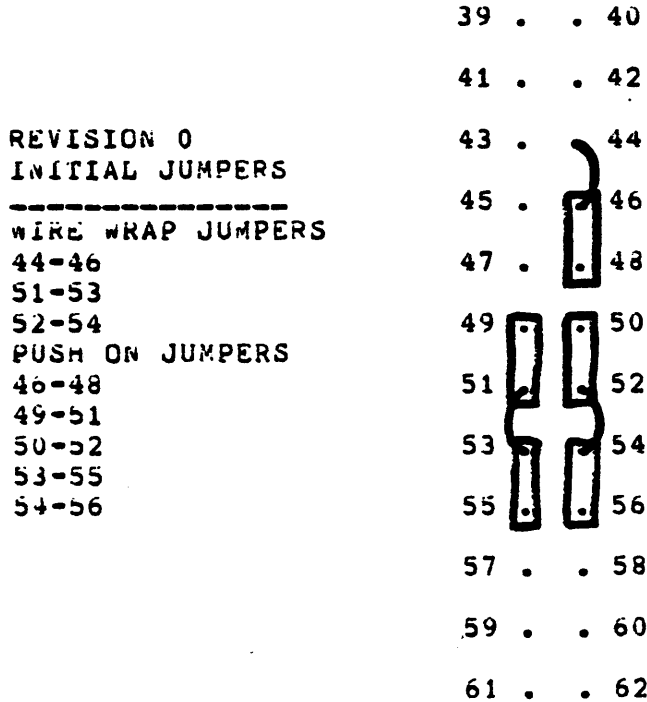 39 . . 40
41 . . 42
REVISION 0
INITIAL JUMPERS
---------------
WIRE WRAP JUMPERS
44-46
51-53
52-54
PUSH ON JUMPERS
46-48
49-51
50-52
53-55
54-56
43 . . 44
45 . . 46
47 . . 48
49 . . 50
51 . . 52
53 . . 54
55 . . 56
57 . . 58
59 . . 60
61 . . 62